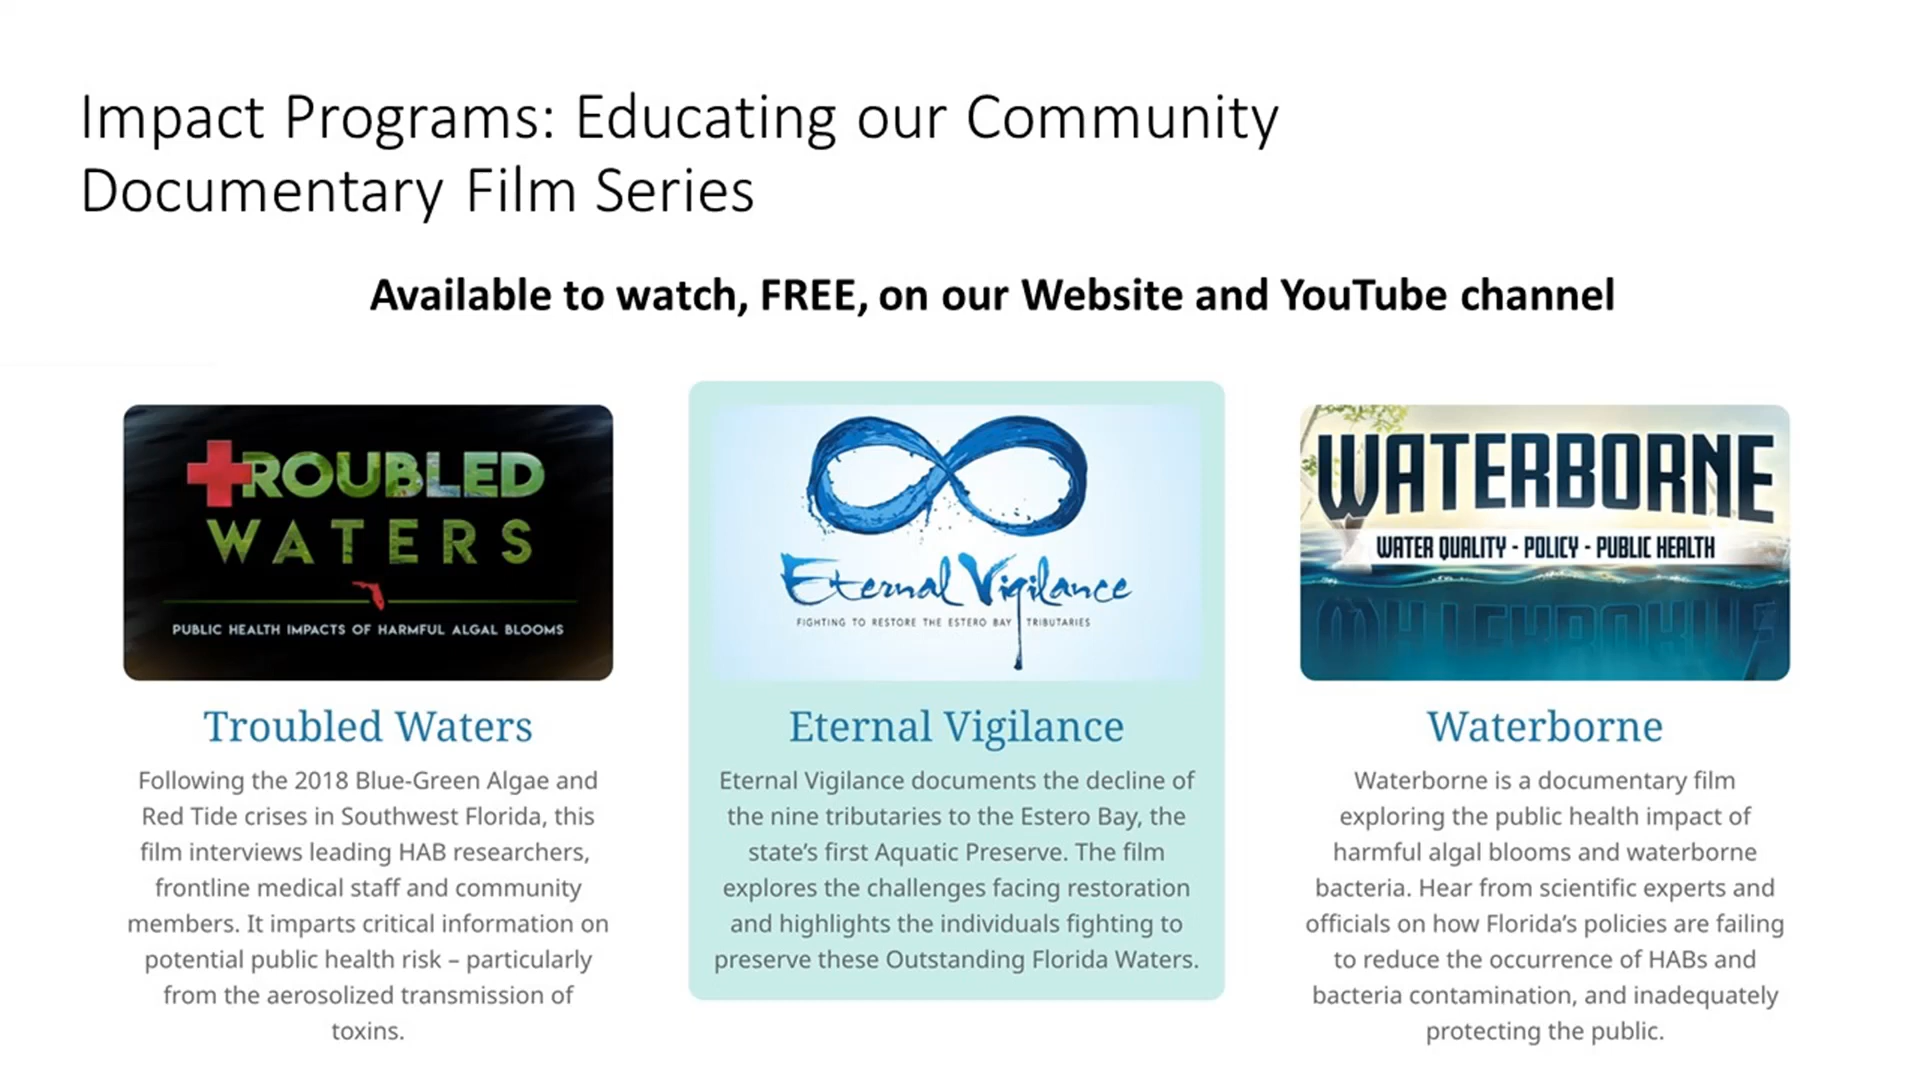 Impact Programs: Educating our Community
Documentary Film Series
Available to watch, FREE, on our Website and YouTube channel
TROUBLED
WATERS
PUBLIC HEALTH IMPACTS OF HARMFUL ALGAL BLOOMS
Troubled Waters
Following the 2018 Blue-Green Algae and
Red Tide crises in Southwest Florida, this
film interviews leading HAB researchers,
frontline medical staff and community
members. It imparts critical information on
potential public health risk – particularly
from the aerosolized transmission of
toxins.
Eternal Vigilance
FIGHTING TO RESTORE THE ESTERO BAY TRIBUTARIES
Eternal Vigilance
Eternal Vigilance documents the decline of
the nine tributaries to the Estero Bay, the
state’s first Aquatic Preserve. The film
explores the challenges facing restoration
and highlights the individuals fighting to
preserve these Outstanding Florida Waters.
WATERBORNE
WATER QUALITY - POLICY - PUBLIC HEALTH
Waterborne
Waterborne is a documentary film
exploring the public health impact of
harmful algal blooms and waterborne
bacteria. Hear from scientific experts and
officials on how Florida’s policies are failing
to reduce the occurrence of HABs and
bacteria contamination, and inadequately
protecting the public.